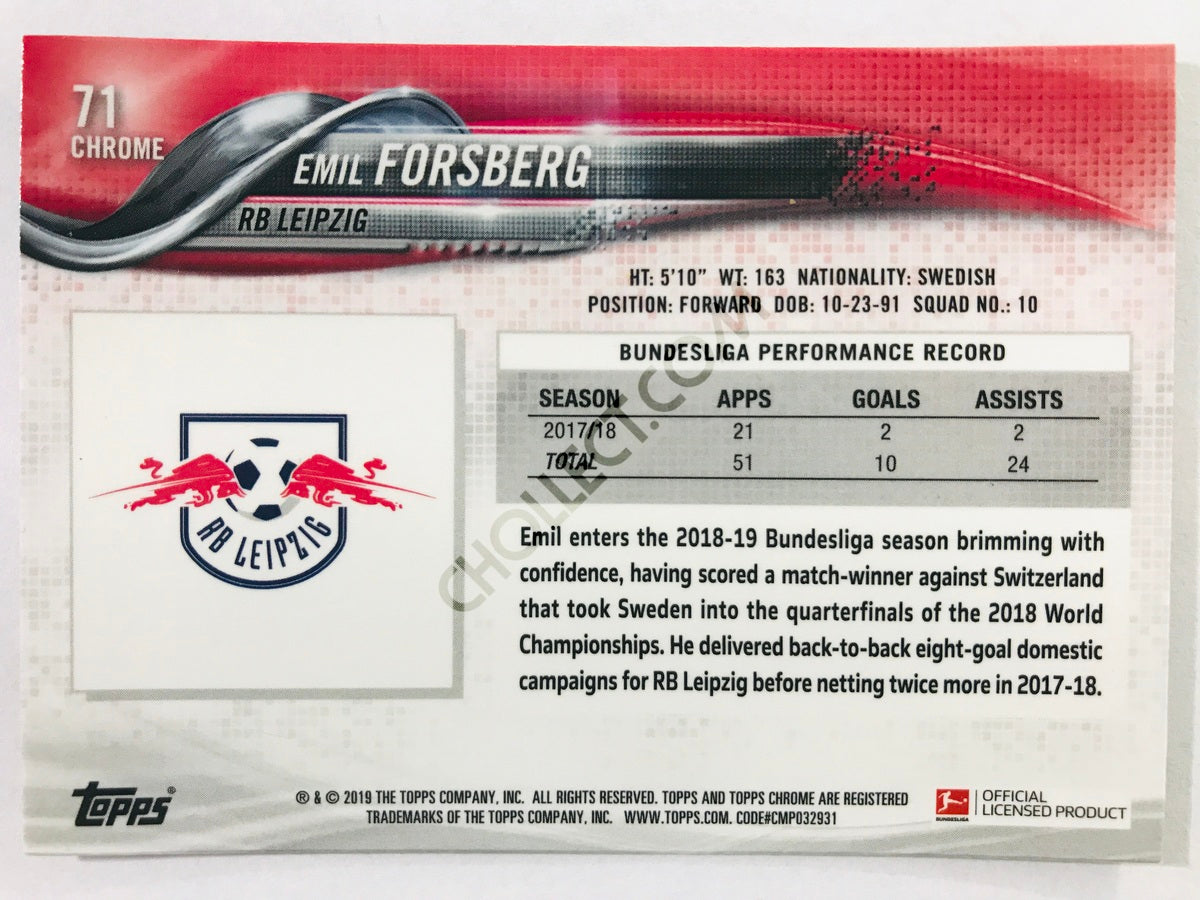 71
CHROME
EMIL FORSBERG
RB LEIPZIG
HT: 5'10" WT: 163 NATIONALITY: SWEDISH
POSITION: FORWARD DOB: 10-23-91 SQUAD NO.: 10
BUNDESLIGA PERFORMANCE RECORD
SEASON APPS GOALS ASSISTS
2017/18 21 2 2
TOTAL 51 10 24
RB LEIPZIG
Emil enters the 2018-19 Bundesliga season brimming with
confidence, having scored a match-winner against Switzerland
that took Sweden into the quarterfinals of the 2018 World
Championships. He delivered back-to-back eight-goal domestic
campaigns for RB Leipzig before netting twice more in 2017-18.
CHOLLECT.COM
Topps®
® & © 2019 THE TOPPS COMPANY, INC. ALL RIGHTS RESERVED. TOPPS AND TOPPS CHROME ARE REGISTERED
TRADEMARKS OF THE TOPPS COMPANY, INC. WWW.TOPPS.COM. CODE#CMP032931
BUNDESLIGA
OFFICIAL
LICENSED PRODUCT